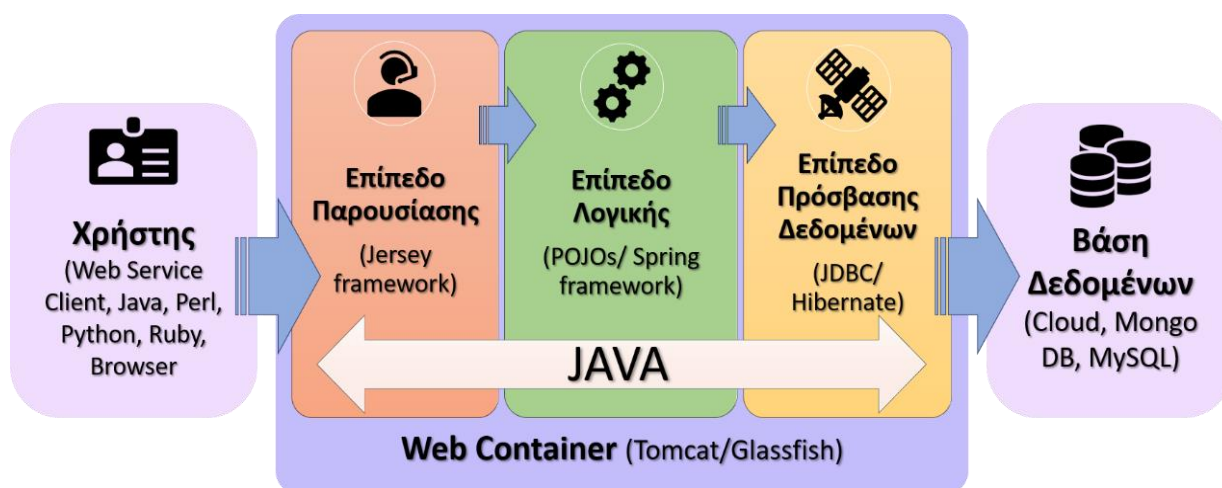 Χρήστης
(Web Service
Client, Java, Perl,
Python, Ruby,
Browser
Επίπεδο
Παρουσίασης
(Jersey
framework)
Επίπεδο
Λογικής
(POJOs/ Spring
framework)
Επίπεδο
Πρόσβασης
Δεδομένων
(JDBC/
Hibernate)
JAVA
Web Container (Tomcat/Glassfish)
Βάση
Δεδομένων
(Cloud, Mongo
DB, MySQL)